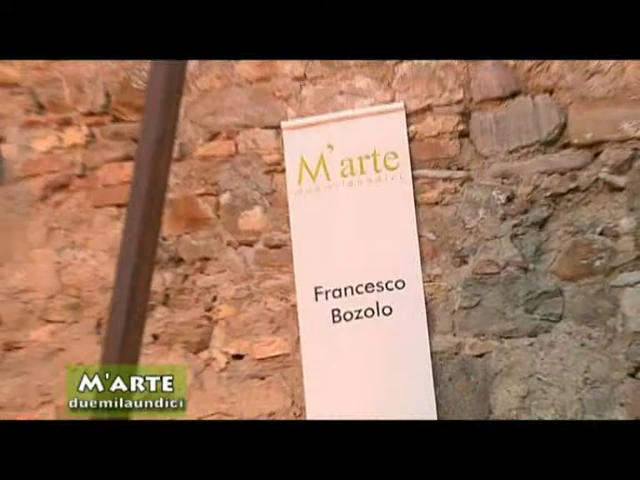 M'arte
duemilaundici
Francesco
Bozolo
M'ARTE
duemilaundici